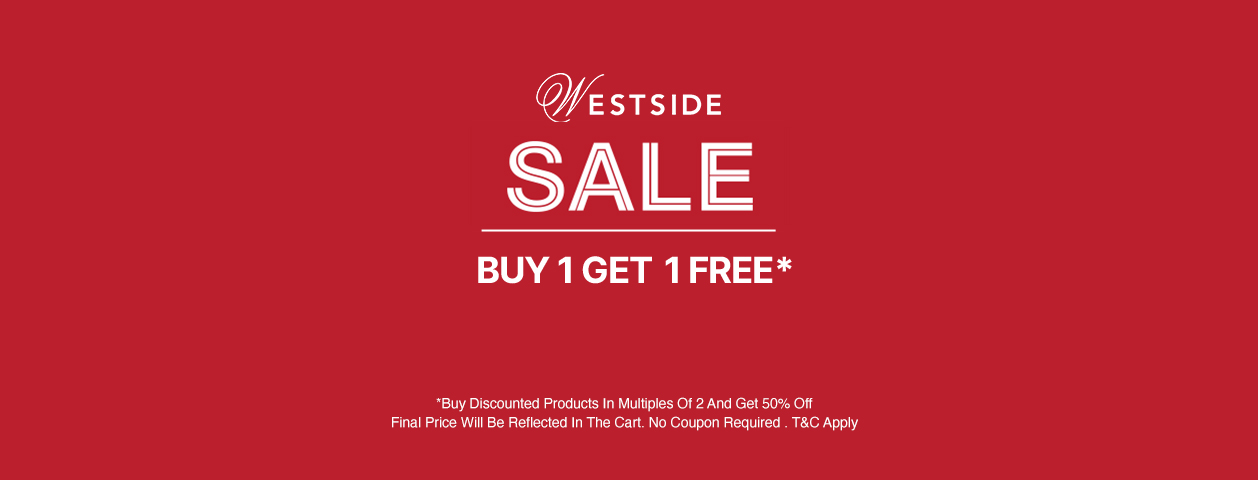 WESTSIDE
SALE
BUY 1 GET 1 FREE*
*Buy Discounted Products In Multiples Of 2 And Get 50% Off
Final Price Will Be Reflected In The Cart. No Coupon Required . T&C Apply